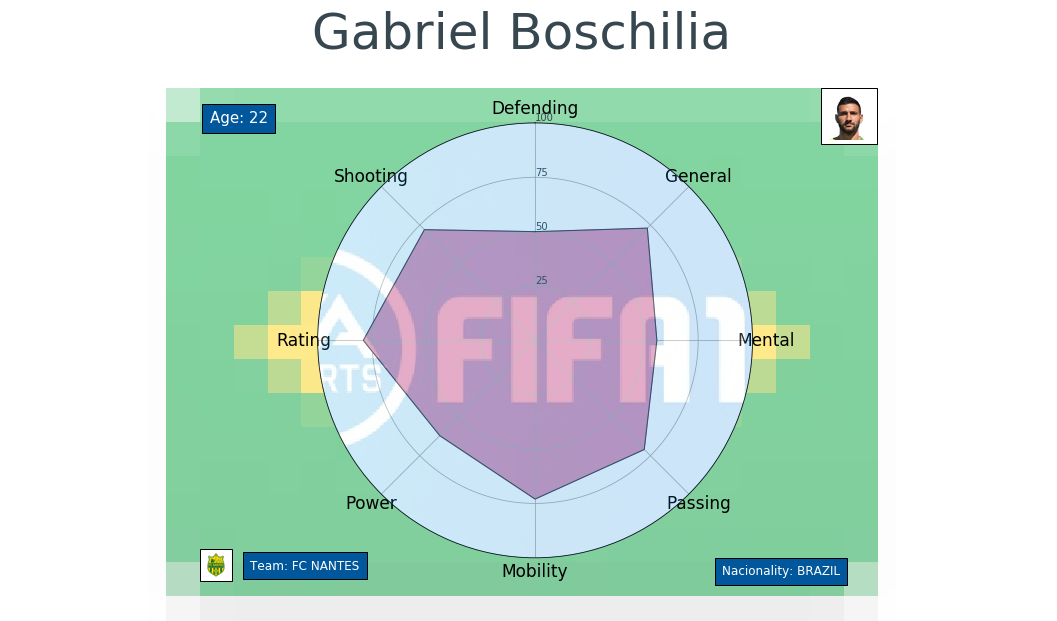 Gabriel Boschilia
Age: 22
Defending
100
Shooting
General
75
50
25
FIFA1
Rating
Mental
RTS
Power
Passing
Team: FC NANTES
Mobility
Nacionality: BRAZIL